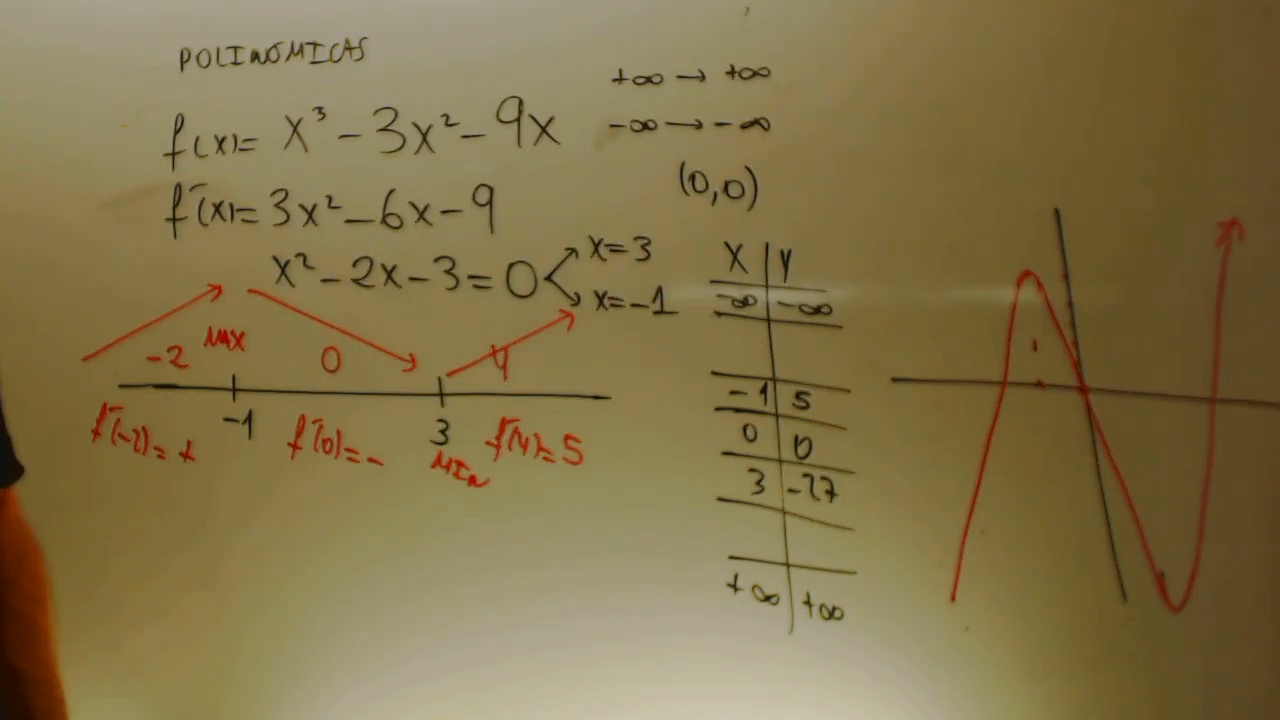 POLINOMICAS
f(x)= x³ - 3x² - 9x
+∞ → +∞
-∞ → -∞
(0,0)
f'(x)= 3x² - 6x - 9
x² - 2x - 3 = 0
x=3
x=-1
-2 MAX 0 4
-1 3
f'(-2)= + f'(0)= - f'(4)= 5
MIN
X Y
-∞ -∞
-1 5
0 0
3 -27
+∞ +∞